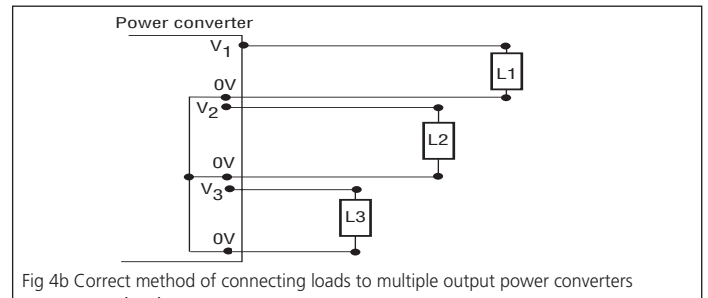 Power converter
V1
L1
0V
V2
L2
0V
V3
L3
0V
Fig 4b Correct method of connecting loads to multiple output power converters